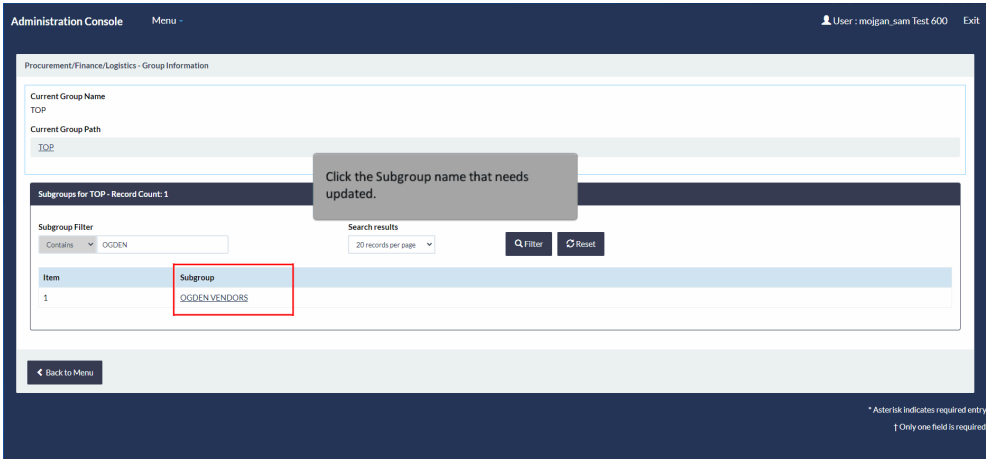 Administration Console Menu User : mojgan_sam Test 600 Exit
Procurement/Finance/Logistics - Group Information
Current Group Name
TOP
Current Group Path
TOP
Click the Subgroup name that needs
updated.
Subgroups for TOP - Record Count: 1
Subgroup Filter Search results
Contains OGDEN 20 records per page Filter Reset
Item Subgroup
1 OGDEN VENDORS
Back to Menu
* Asterisk indicates required entry
† Only one field is required